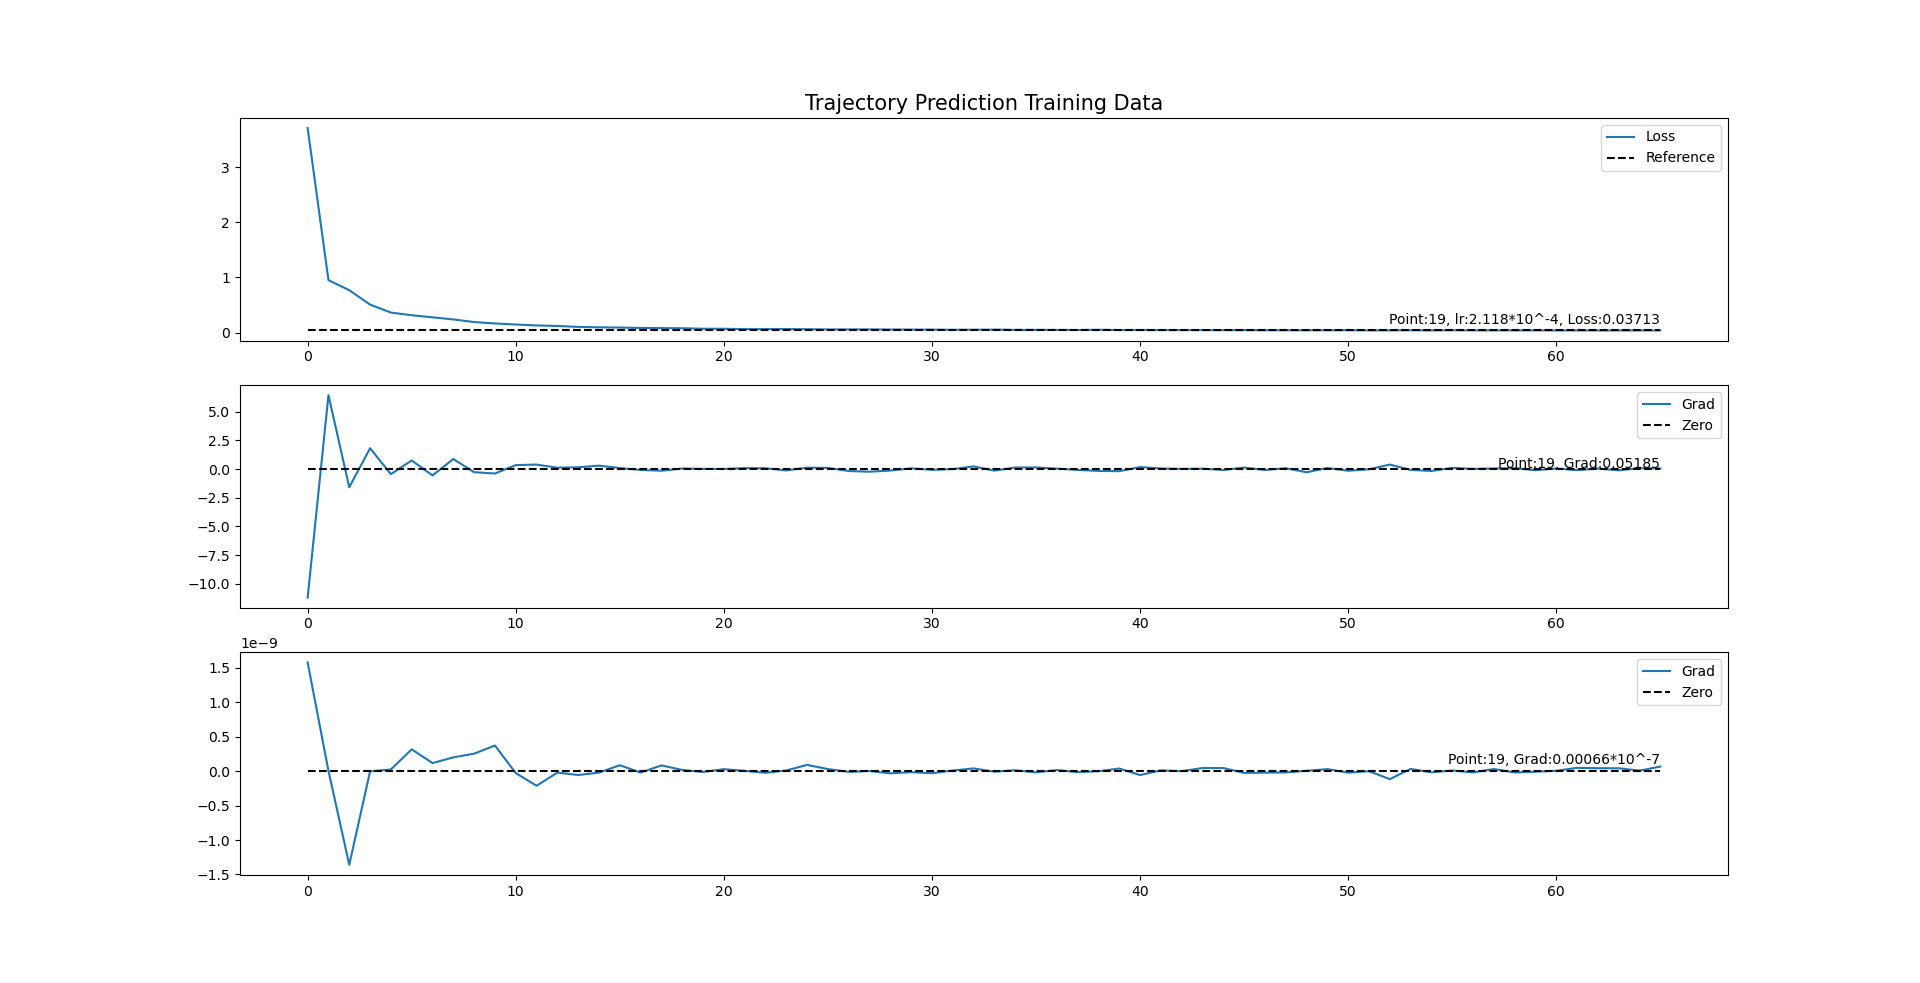 Trajectory Prediction Training Data
Loss
Reference
3
2
1
0
Point:19, lr:2.118*10^-4, Loss:0.03713
0 10 20 30 40 50 60
Grad
Zero
5.0
2.5
0.0
−2.5
−5.0
−7.5
−10.0
Point:19, Grad:0.05185
0 10 20 30 40 50 60
1e−9
Grad
Zero
1.5
1.0
0.5
0.0
−0.5
−1.0
−1.5
Point:19, Grad:0.00066*10^-7
0 10 20 30 40 50 60